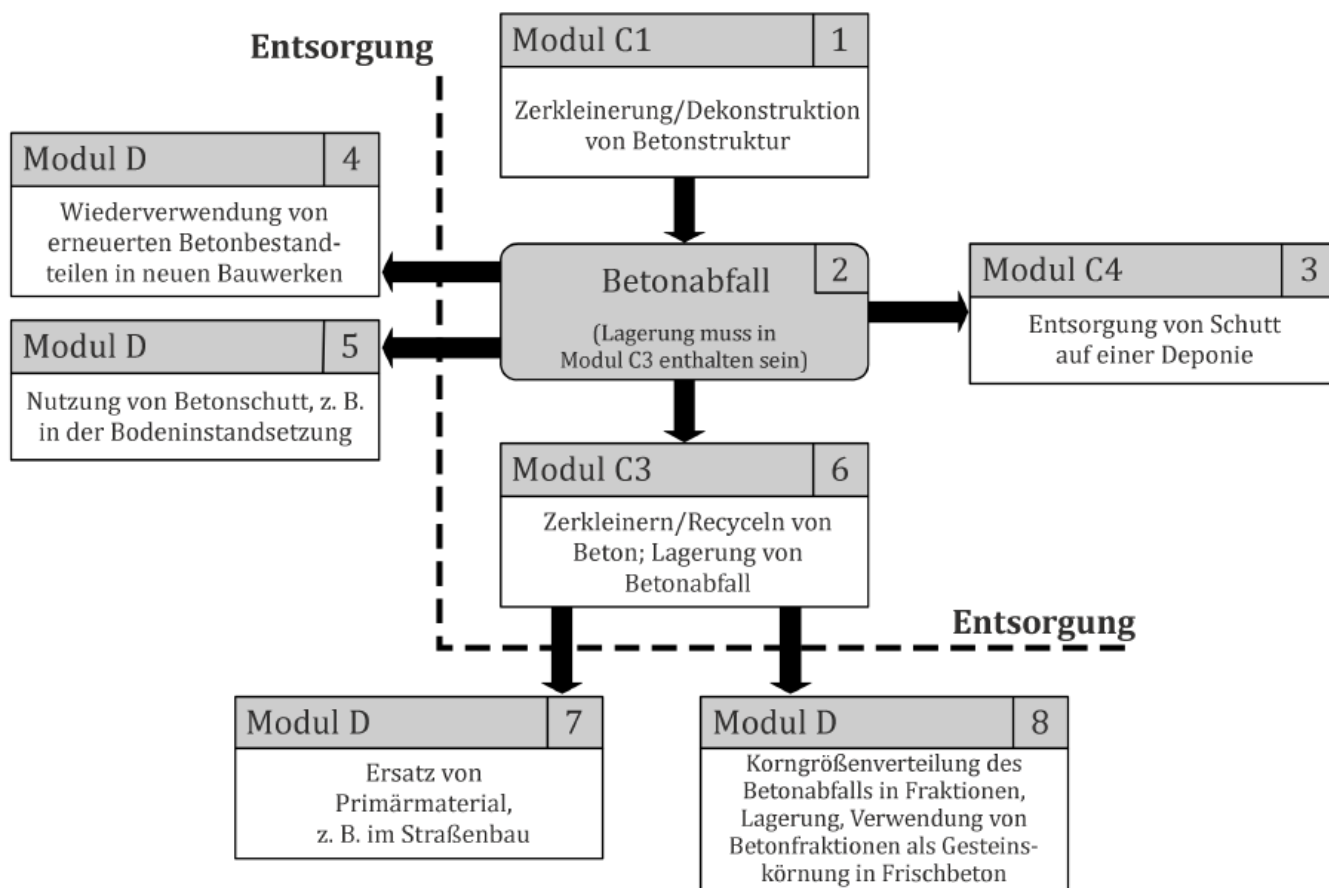 Entsorgung
Modul C1
1
Zerkleinerung/Dekonstruktion
von Betonstruktur
Modul D
4
Wiederverwendung von
erneuerten Betonbestand-
teilen in neuen Bauwerken
Betonabfall
2
(Lagerung muss in
Modul C3 enthalten sein)
Modul C4
3
Entsorgung von Schutt
auf einer Deponie
Modul D
5
Nutzung von Betonschutt, z. B.
in der Bodeninstandsetzung
Modul C3
6
Zerkleinern/Recyceln von
Beton; Lagerung von
Betonabfall
Entsorgung
Modul D
7
Ersatz von
Primärmaterial,
z. B. im Straßenbau
Modul D
8
Korngrößenverteilung des
Betonabfalls in Fraktionen,
Lagerung, Verwendung von
Betonfraktionen als Gesteins-
körnung in Frischbeton